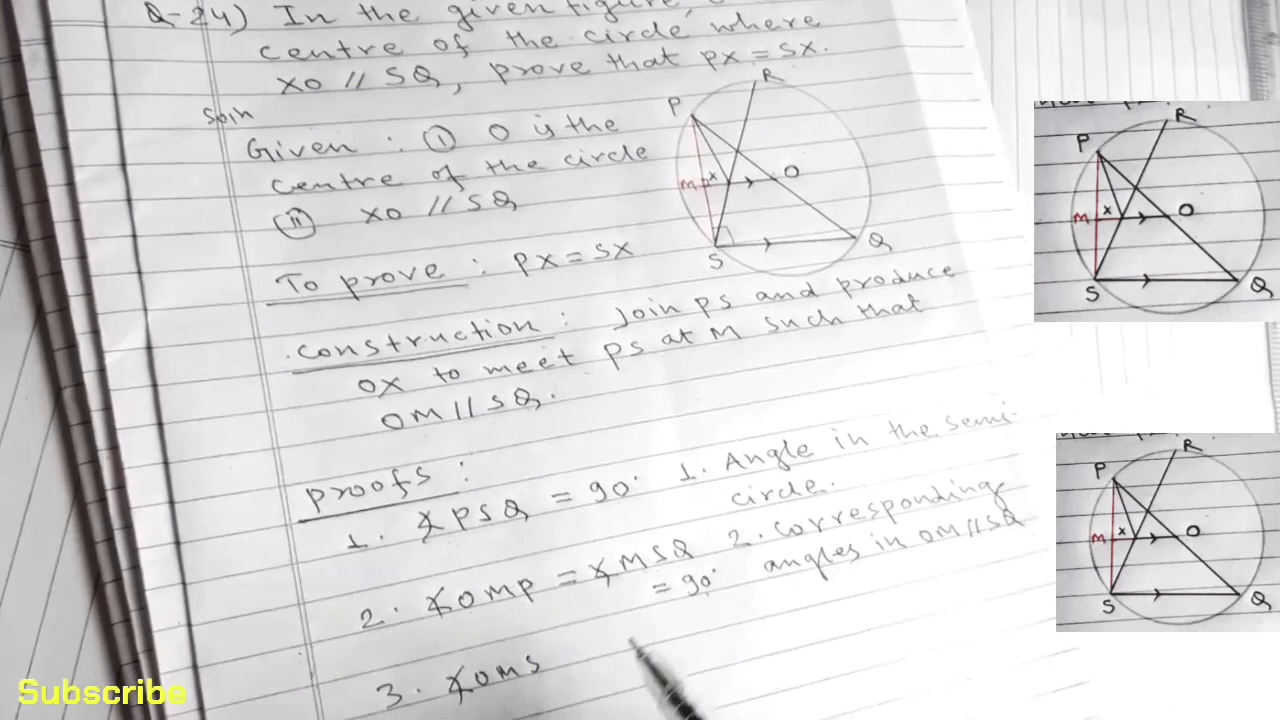 Q-24) In the given figure,
centre of the circle where
XO // SQ, prove that PX = SX.
Soln
Given : ① O is the
centre of the circle
② XO // SQ
To prove : PX = SX
Construction : Join PS and produce
OX to meet PS at M such that
OM // SQ.
Proofs :
1. ∡PSQ = 90° 1. Angle in the semi-
circle.
2. ∡OMP = ∡MSQ 2. Corresponding
= 90° angles in OM//SQ
3. ∡OMS
P R
M X O
S Q
P R
M X O
S Q
P R
M X O
S Q
Subscribe